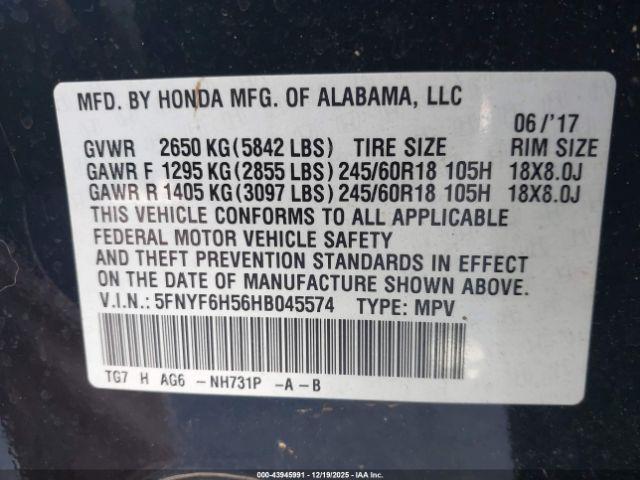 MFD. BY HONDA MFG. OF ALABAMA, LLC
06/'17
GVWR 2650 KG(5842 LBS) TIRE SIZE RIM SIZE
GAWR F 1295 KG(2855 LBS) 245/60R18 105H 18X8.0J
GAWR R 1405 KG(3097 LBS) 245/60R18 105H 18X8.0J
THIS VEHICLE CONFORMS TO ALL APPLICABLE
FEDERAL MOTOR VEHICLE SAFETY
AND THEFT PREVENTION STANDARDS IN EFFECT
ON THE DATE OF MANUFACTURE SHOWN ABOVE.
V.I.N.: 5FNYF6H56HB045574 TYPE: MPV
TG7 H AG6 -NH731P -A-B
© IAA 43945991 - 12/19/2025 - IAAI.COM